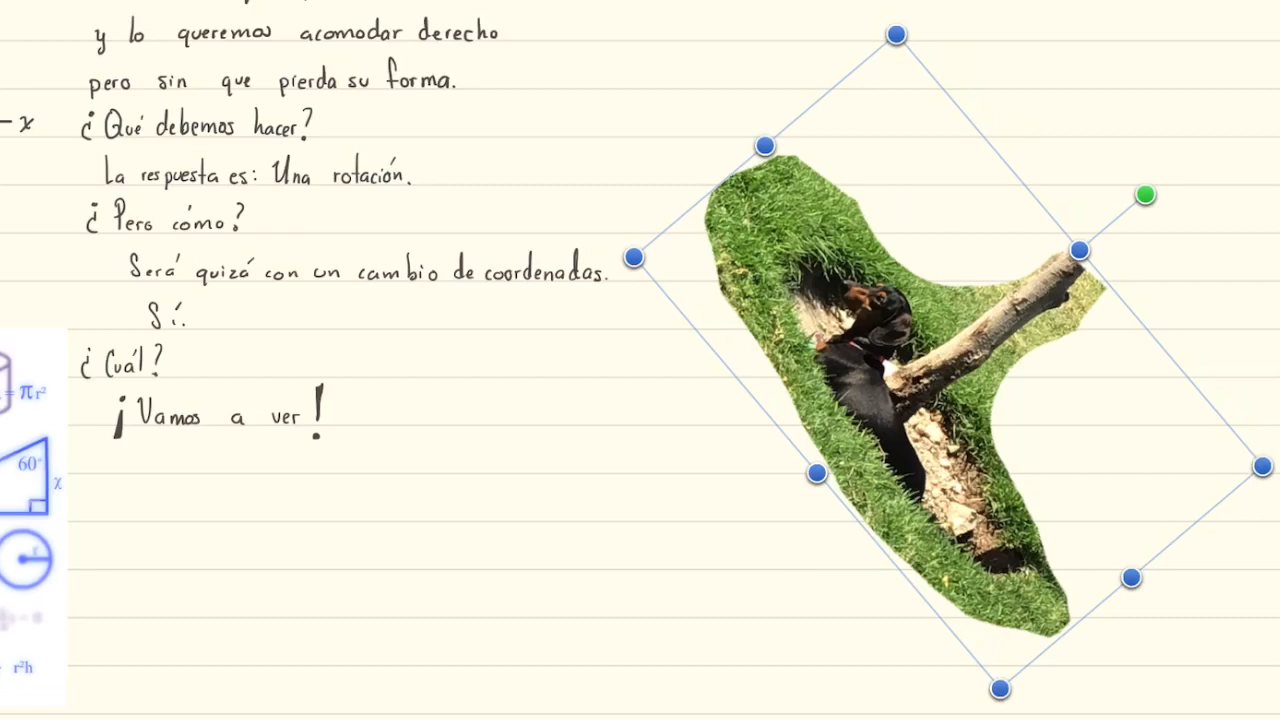 y lo queremos acomodar derecho
pero sin que pierda su forma.
- x
¿Qué debemos hacer?
La respuesta es: Una rotación.
¿Pero cómo?
Será quizá con un cambio de coordenadas.
Sí.
¿Cuál?
¡Vamos a ver!
= πr²
60°
x
r
r²h